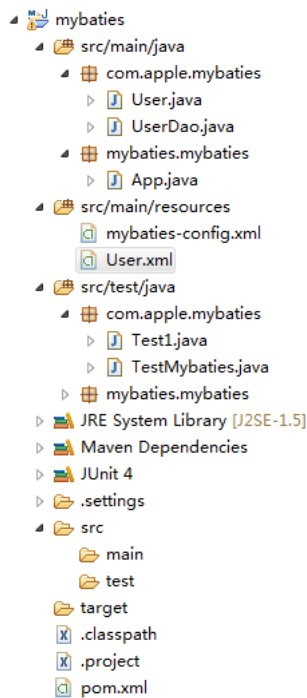 mybaties
src/main/java
com.apple.mybaties
User.java
UserDao.java
mybaties.mybaties
App.java
src/main/resources
mybaties-config.xml
User.xml
src/test/java
com.apple.mybaties
Test1.java
TestMybaties.java
mybaties.mybaties
JRE System Library [J2SE-1.5]
Maven Dependencies
JUnit 4
.settings
src
main
test
target
.classpath
.project
pom.xml